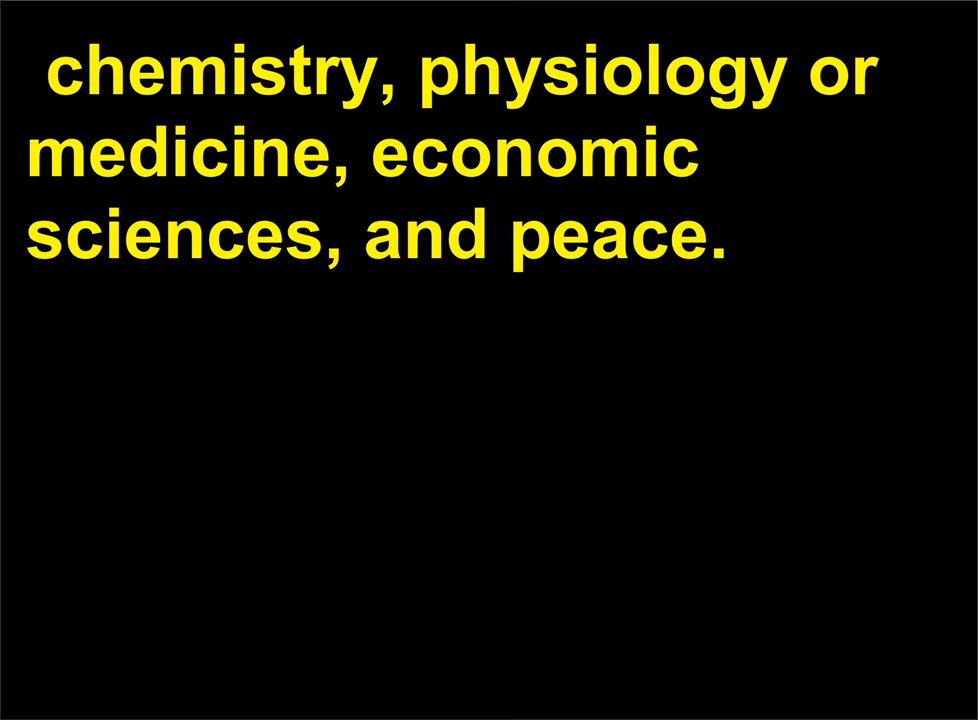 chemistry, physiology or
medicine, economic
sciences, and peace.